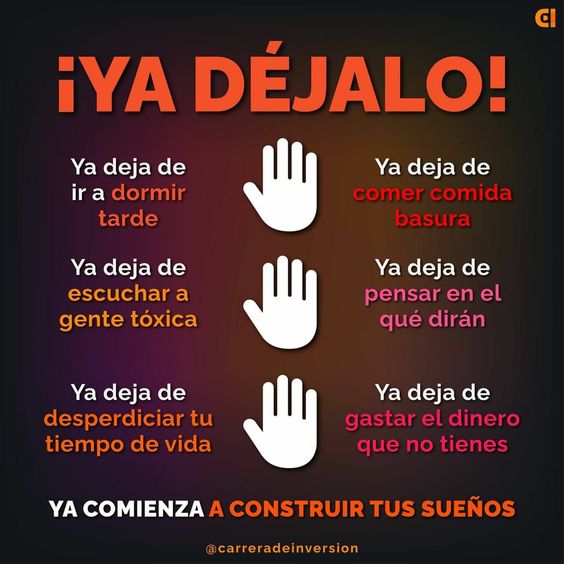 CI
¡YA DÉJALO!
Ya deja de
ir a dormir
tarde
Ya deja de
comer comida
basura
Ya deja de
escuchar a
gente tóxica
Ya deja de
pensar en el
qué dirán
Ya deja de
desperdiciar tu
tiempo de vida
Ya deja de
gastar el dinero
que no tienes
YA COMIENZA A CONSTRUIR TUS SUEÑOS
@carreradeinversion